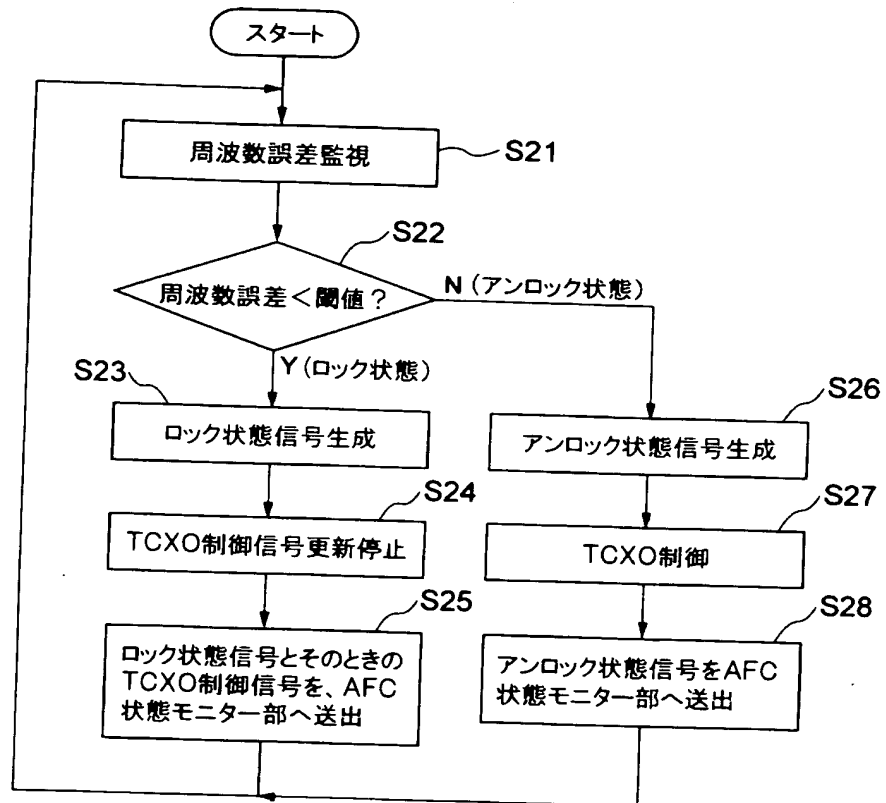 スタート
周波数誤差監視
S21
S22
周波数誤差<閾値?
N(アンロック状態)
Y(ロック状態)
S23
ロック状態信号生成
S24
TCXO制御信号更新停止
S25
ロック状態信号とそのときの
TCXO制御信号を、AFC
状態モニター部へ送出
S26
アンロック状態信号生成
S27
TCXO制御
S28
アンロック状態信号をAFC
状態モニター部へ送出